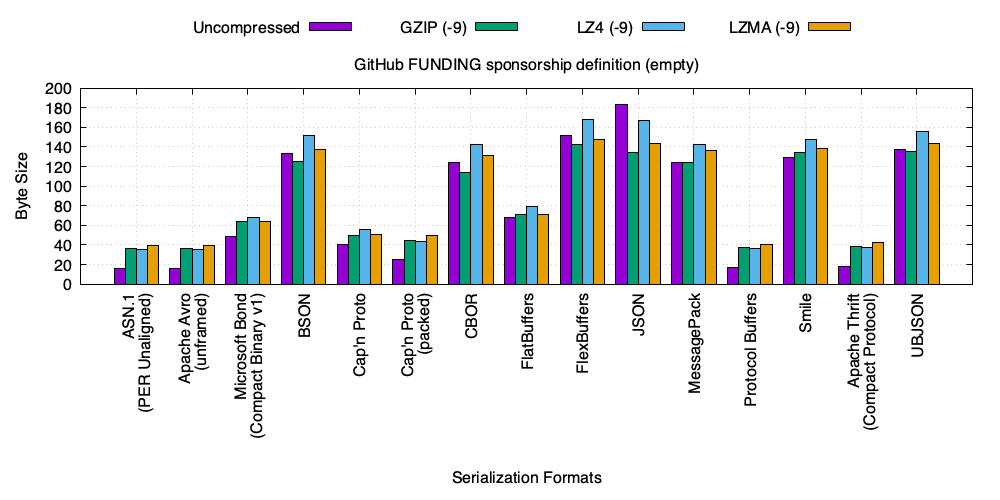 Uncompressed GZIP (-9) LZ4 (-9) LZMA (-9)
GitHub FUNDING sponsorship definition (empty)
Byte Size
200
180
160
140
120
100
80
60
40
20
0
ASN.1
(PER Unaligned)
Apache Avro
(unframed)
Microsoft Bond
(Compact Binary v1)
BSON
Cap'n Proto
Cap'n Proto
(packed)
CBOR
FlatBuffers
FlexBuffers
JSON
MessagePack
Protocol Buffers
Smile
Apache Thrift
(Compact Protocol)
UBJSON
Serialization Formats